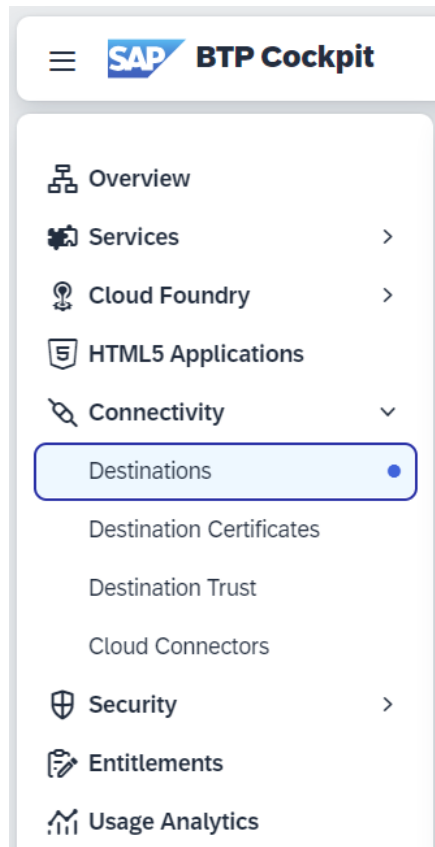 SAP BTP Cockpit
Overview
Services
Cloud Foundry
5 HTML5 Applications
Connectivity
Destinations
Destination Certificates
Destination Trust
Cloud Connectors
Security
Entitlements
Usage Analytics